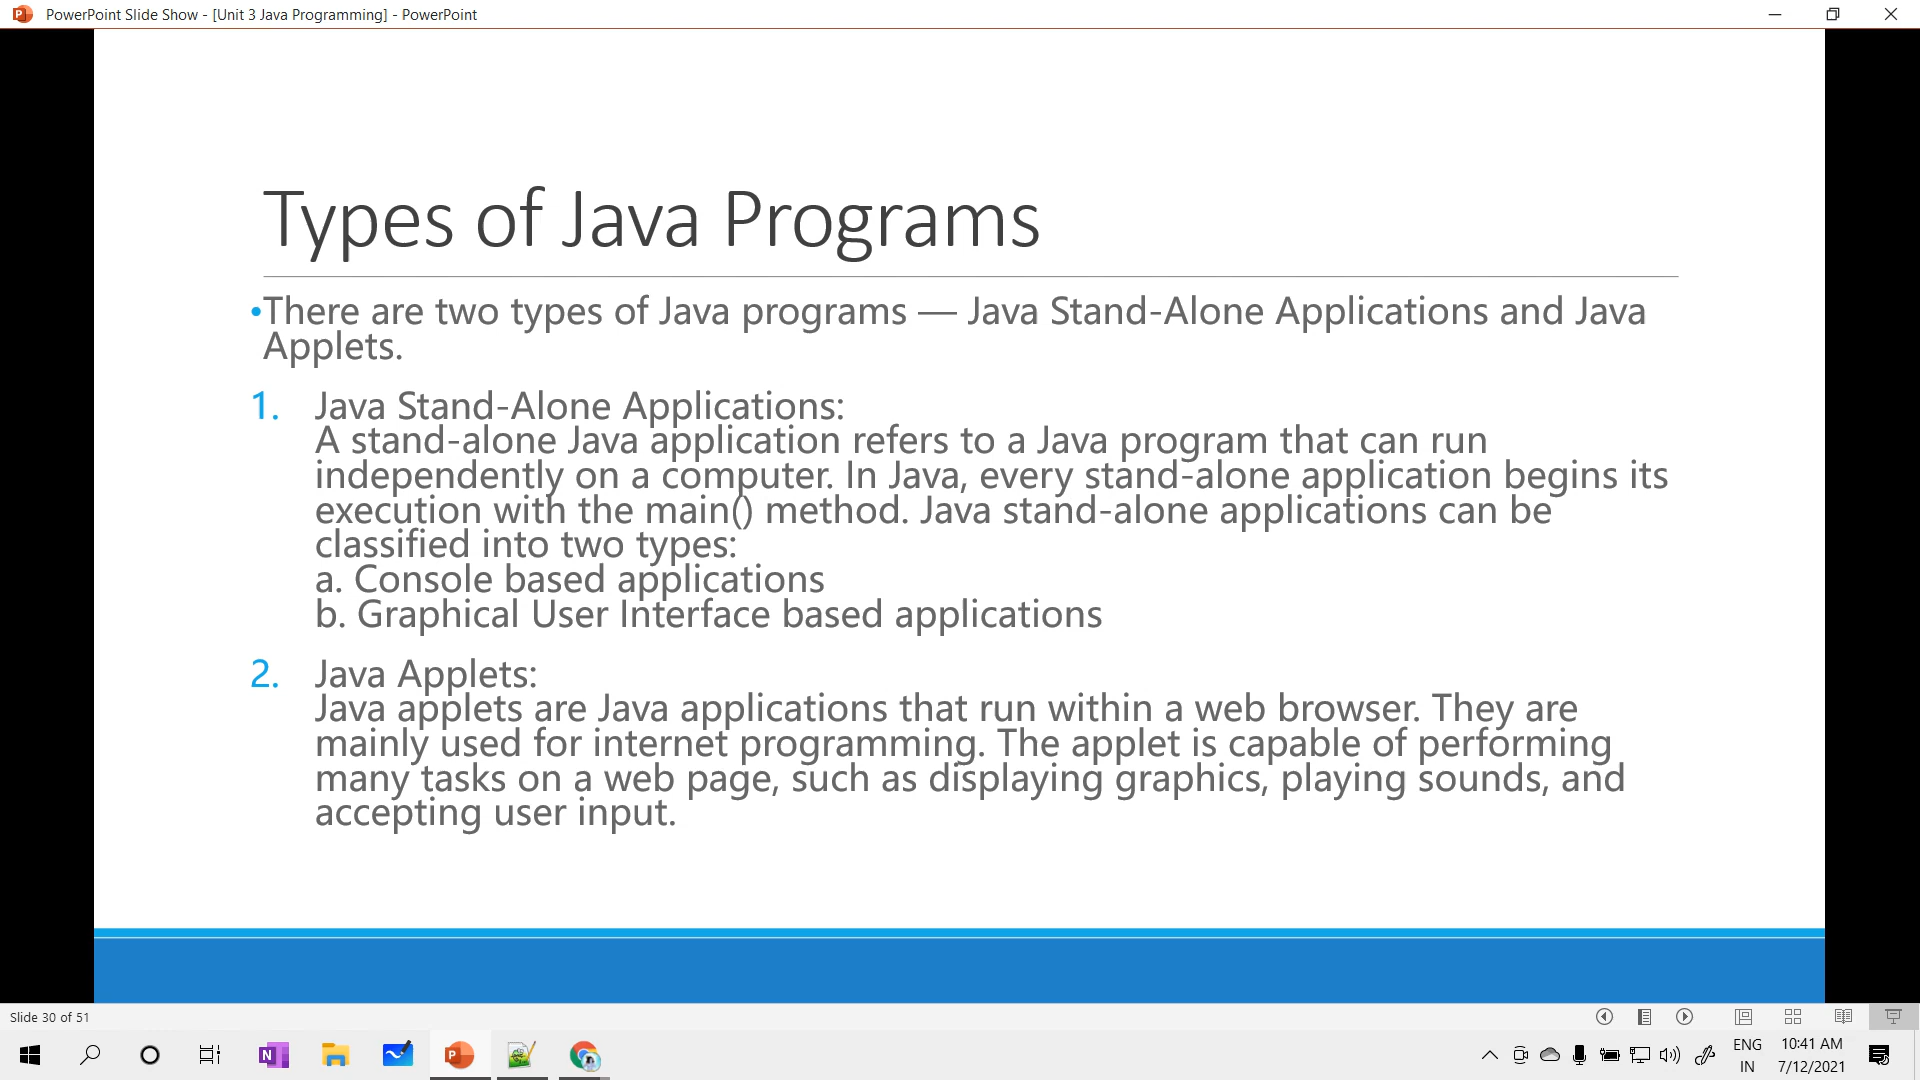 PowerPoint Slide Show - [Unit 3 Java Programming] - PowerPoint
Types of Java Programs
•There are two types of Java programs — Java Stand-Alone Applications and Java
Applets.
1. Java Stand-Alone Applications:
A stand-alone Java application refers to a Java program that can run
independently on a computer. In Java, every stand-alone application begins its
execution with the main() method. Java stand-alone applications can be
classified into two types:
a. Console based applications
b. Graphical User Interface based applications
2. Java Applets:
Java applets are Java applications that run within a web browser. They are
mainly used for internet programming. The applet is capable of performing
many tasks on a web page, such as displaying graphics, playing sounds, and
accepting user input.
Slide 30 of 51
ENG
IN
10:41 AM
7/12/2021